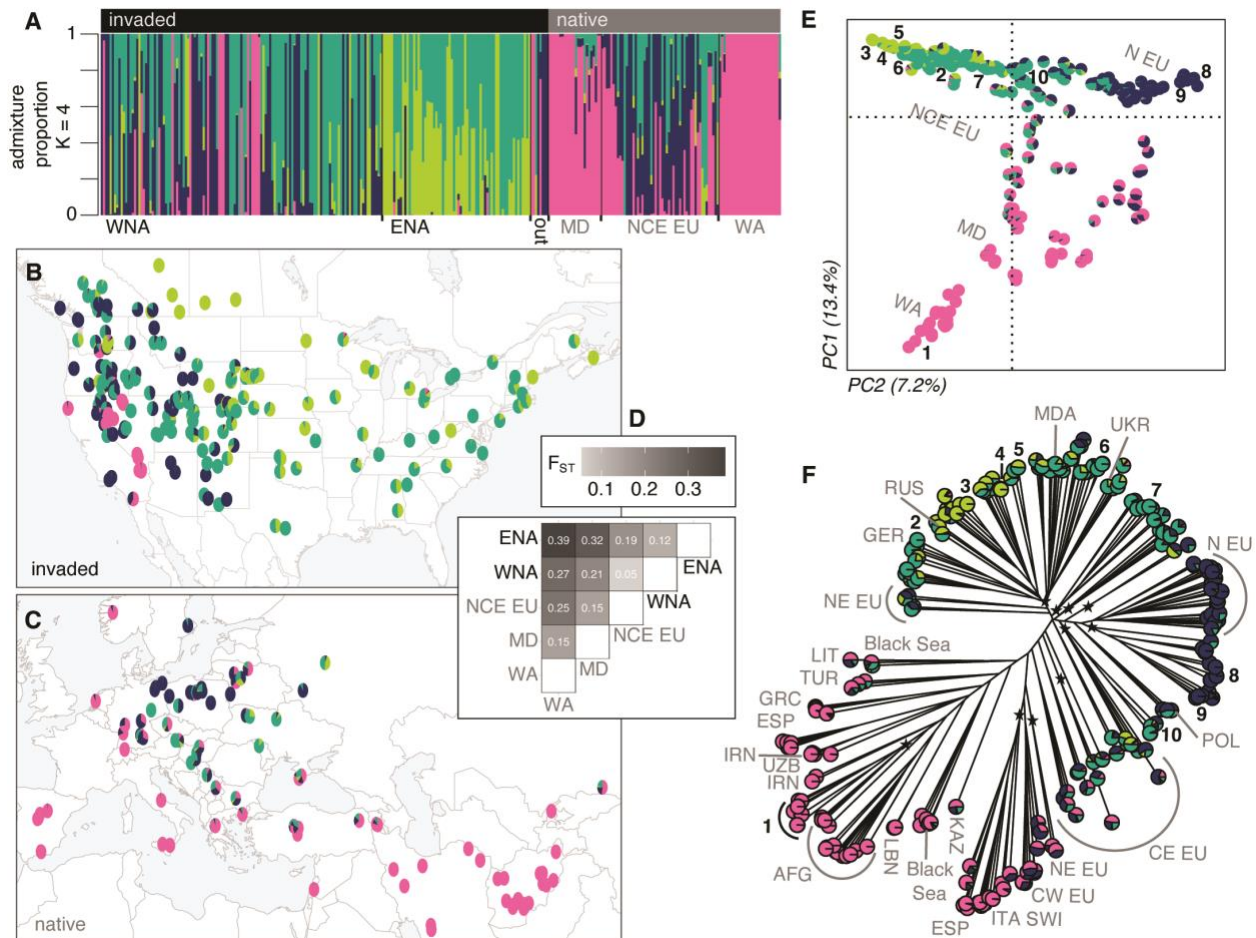 A
invaded
native
admixture
proportion
K = 4
1
0
WNA
ENA
out
MD
NCE EU
WA
B
invaded
C
native
D
FST
0.1
0.2
0.3
ENA
0.39
0.32
0.19
0.12
ENA
WNA
0.27
0.21
0.05
WNA
NCE EU
0.25
0.15
NCE EU
MD
0.15
MD
WA
WA
E
5
3
4
6
2
7
10
N EU
8
9
NCE EU
MD
WA
1
PC1 (13.4%)
PC2 (7.2%)
F
MDA
UKR
4
5
6
RUS
3
7
2
GER
N EU
NE EU
Black Sea
LIT
TUR
8
GRC
9
ESP
10
POL
IRN
UZB
IRN
1
AFG
LBN
Black
Sea
KAZ
CE EU
NE EU
CW EU
ITA SWI
ESP